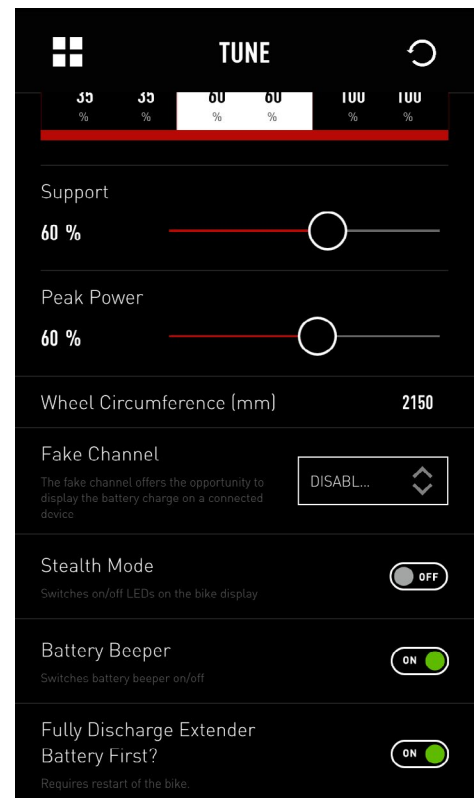 TUNE
35 35 60 60 100 100
% % % % % %
Support
60 %
Peak Power
60 %
Wheel Circumference (mm) 2150
Fake Channel
The fake channel offers the opportunity to
display the battery charge on a connected
device
DISABL...
Stealth Mode
Switches on/off LEDs on the bike display
OFF
Battery Beeper
Switches battery beeper on/off
ON
Fully Discharge Extender
Battery First?
Requires restart of the bike.
ON